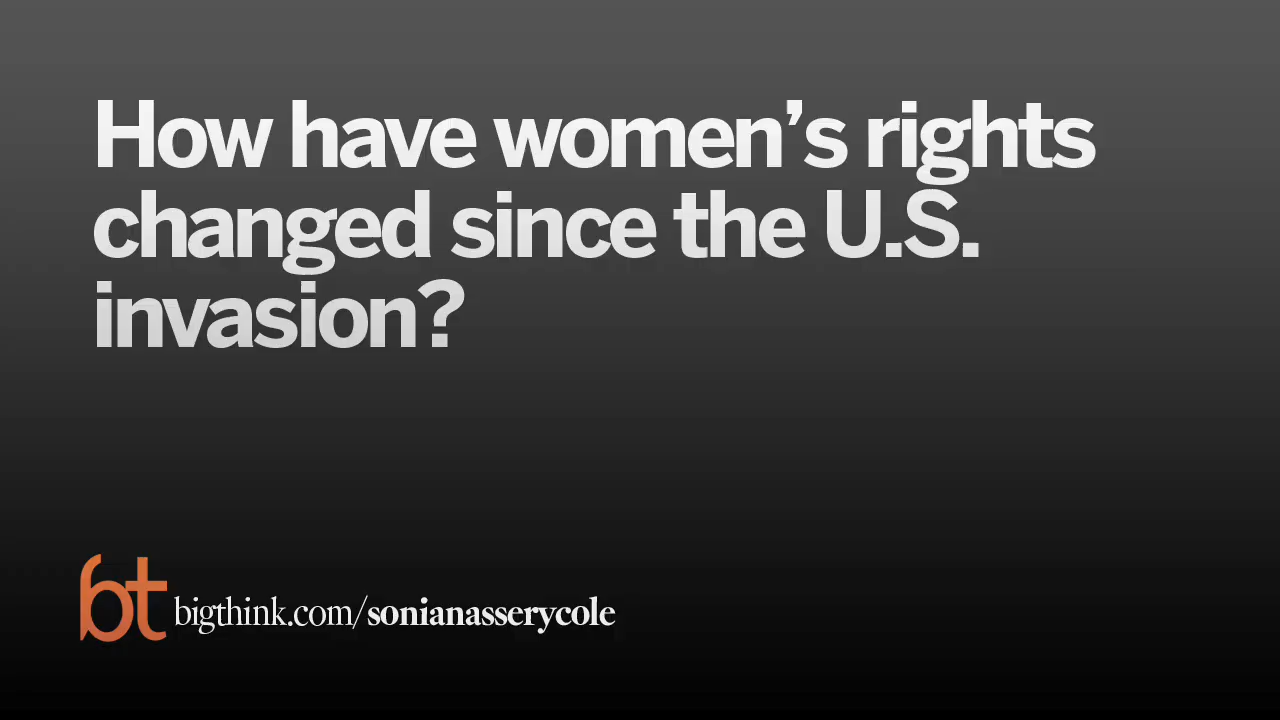 How have women’s rights
changed since the U.S.
invasion?
bt bigthink.com/sonianasserycole